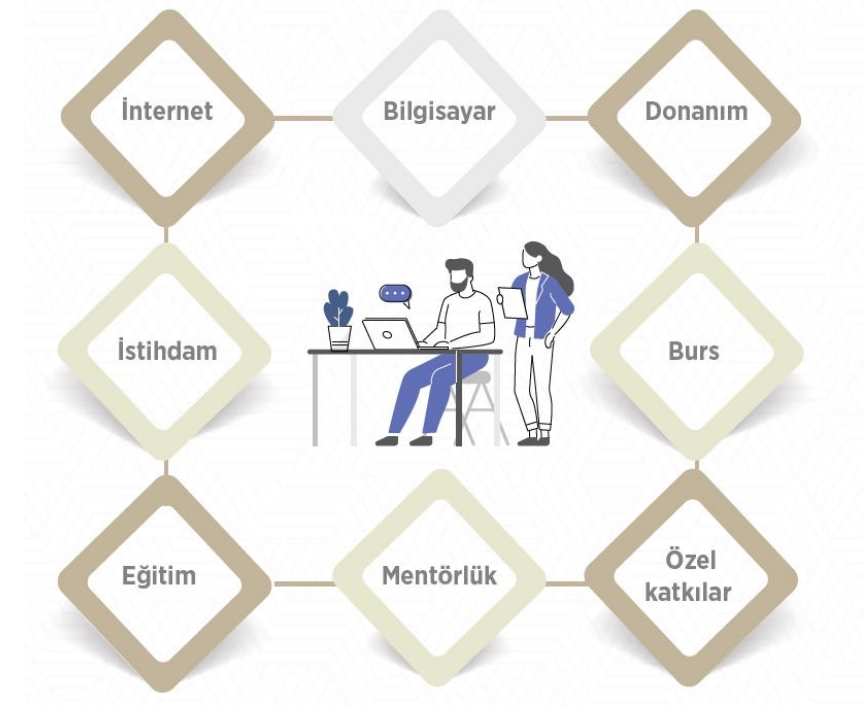 İnternet
Bilgisayar
Donanım
İstihdam
Burs
Eğitim
Mentörlük
Özel
katkılar